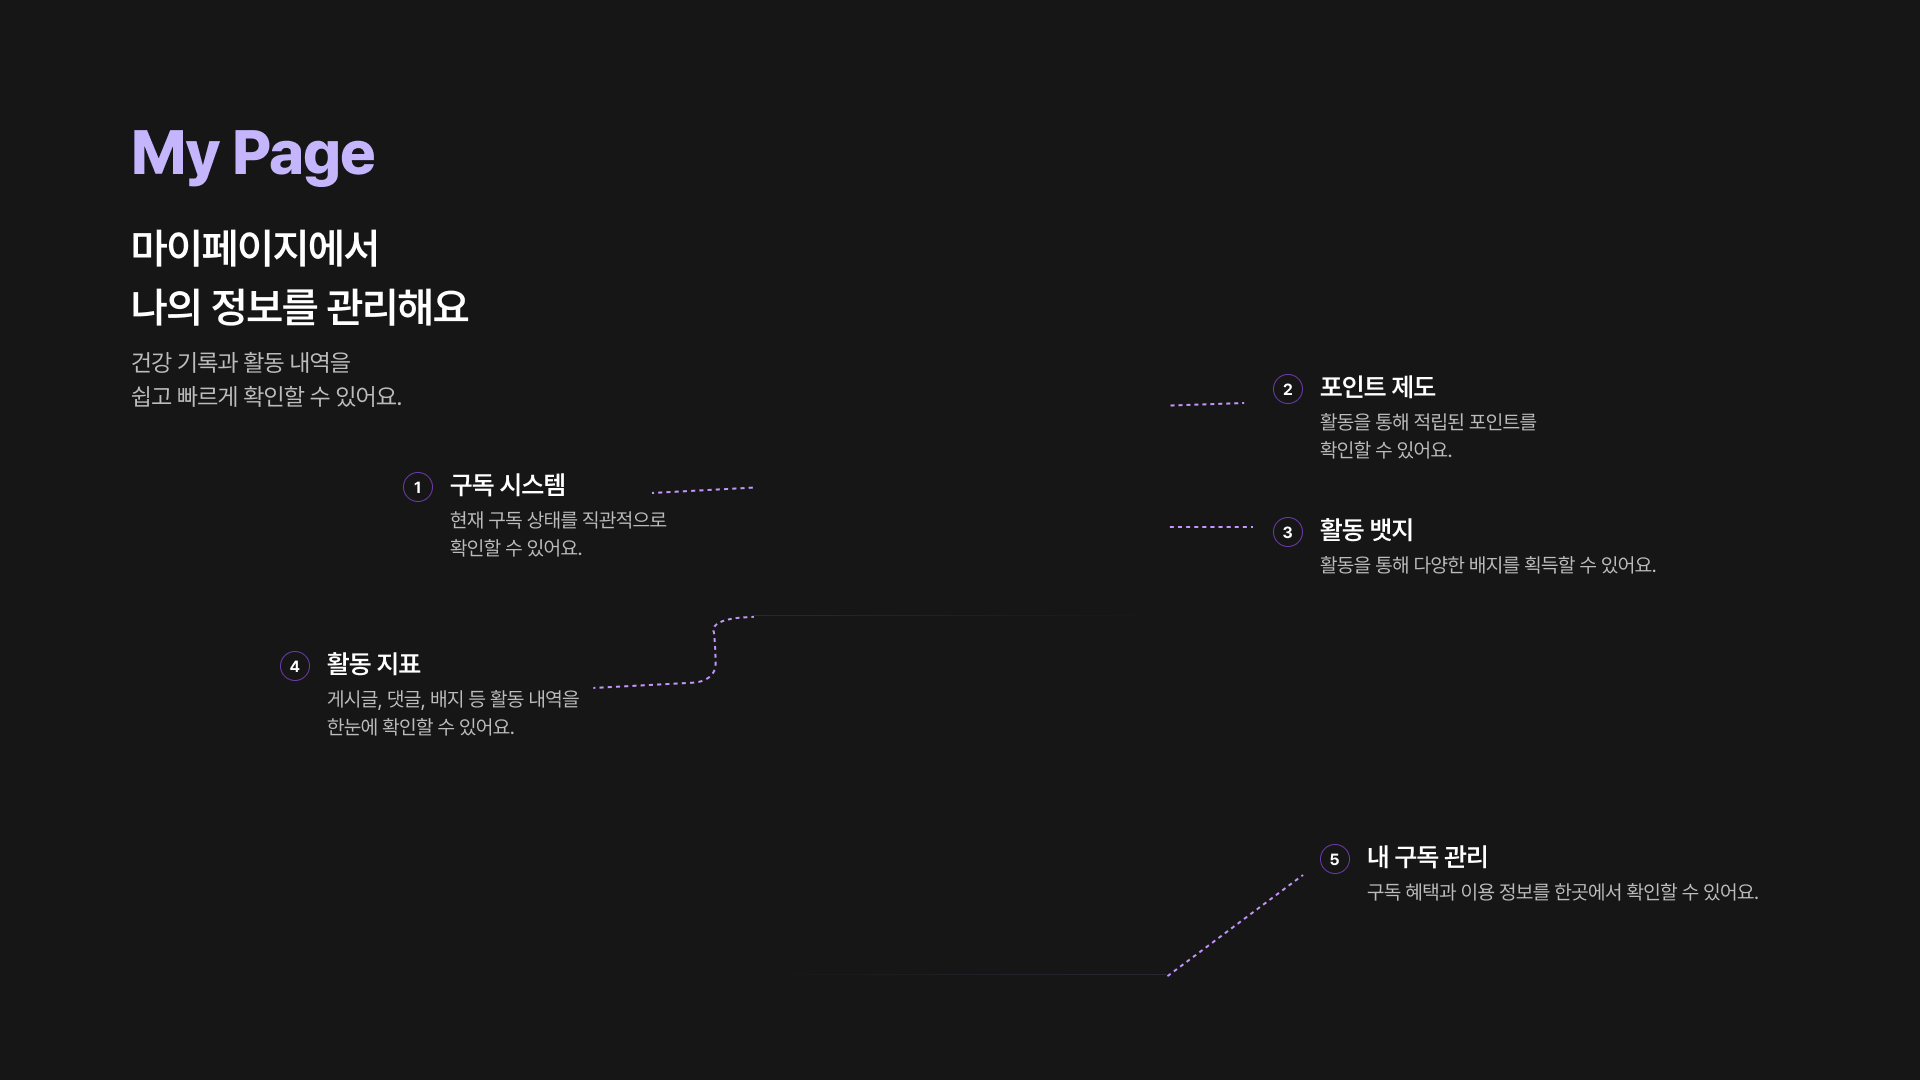 My Page
마이페이지에서
나의 정보를 관리해요
건강 기록과 활동 내역을
쉽고 빠르게 확인할 수 있어요.
1 구독 시스템
현재 구독 상태를 직관적으로
확인할 수 있어요.
2 포인트 제도
활동을 통해 적립된 포인트를
확인할 수 있어요.
3 활동 뱃지
활동을 통해 다양한 배지를 획득할 수 있어요.
4 활동 지표
게시글, 댓글, 배지 등 활동 내역을
한눈에 확인할 수 있어요.
5 내 구독 관리
구독 혜택과 이용 정보를 한곳에서 확인할 수 있어요.